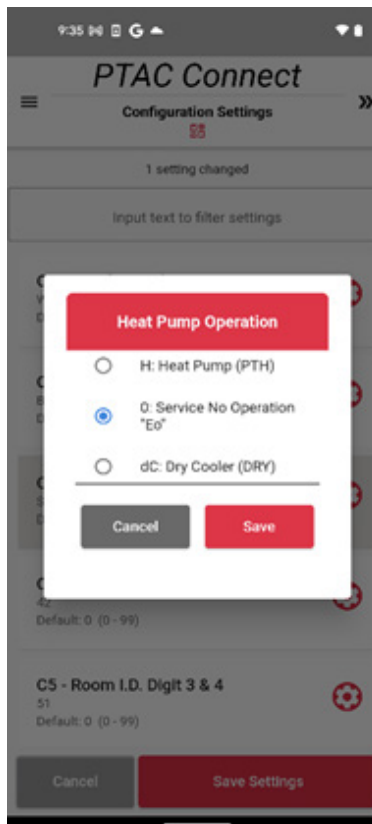 9:35
PTAC Connect
Configuration Settings
1 setting changed
Input text to filter settings
Heat Pump Operation
H: Heat Pump (PTH)
0: Service No Operation
"Eo"
dC: Dry Cooler (DRY)
Cancel
Save
42
Default: 0 (0 - 99)
C5 - Room I.D. Digit 3 & 4
51
Default: 0 (0 - 99)
Cancel
Save Settings